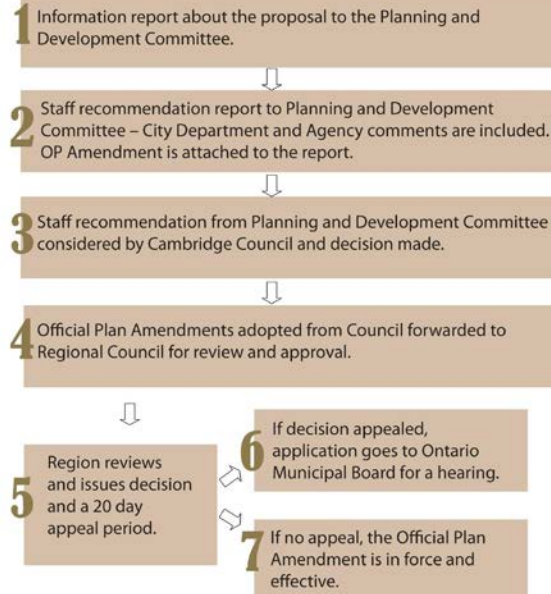 1 Information report about the proposal to the Planning and
Development Committee.
2 Staff recommendation report to Planning and Development
Committee – City Department and Agency comments are included.
OP Amendment is attached to the report.
3 Staff recommendation from Planning and Development Committee
considered by Cambridge Council and decision made.
4 Official Plan Amendments adopted from Council forwarded to
Regional Council for review and approval.
5 Region reviews
and issues decision
and a 20 day
appeal period.
6 If decision appealed,
application goes to Ontario
Municipal Board for a hearing.
7 If no appeal, the Official Plan
Amendment is in force and
effective.